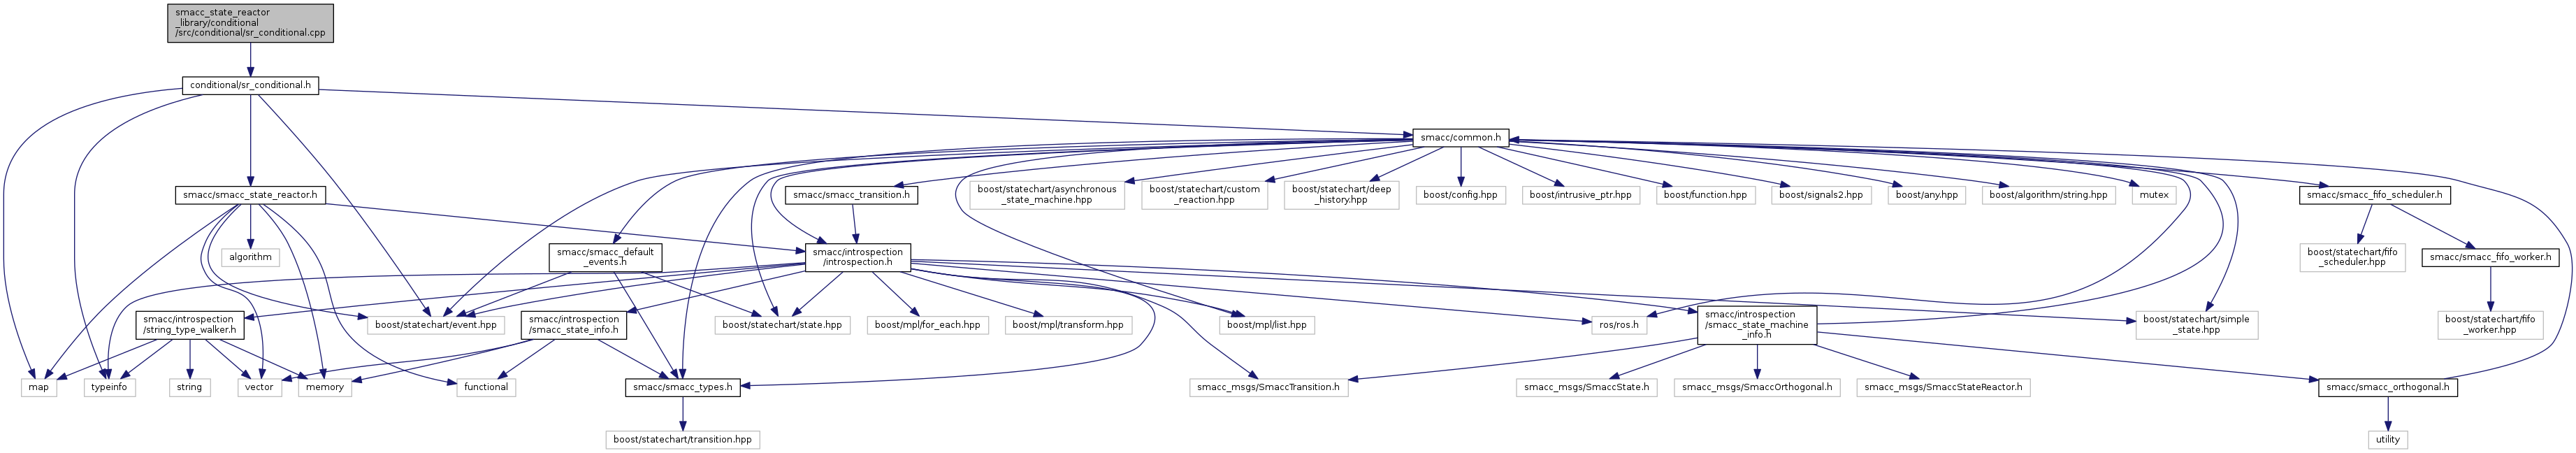 smacc_state_reactor
_library/conditional
/src/conditional/sr_conditional.cpp
conditional/sr_conditional.h
smacc/common.h
smacc/smacc_state_reactor.h
smacc/smacc_transition.h
boost/statechart/asynchronous
_state_machine.hpp
boost/statechart/custom
_reaction.hpp
boost/statechart/deep
_history.hpp
boost/config.hpp
boost/intrusive_ptr.hpp
boost/function.hpp
boost/signals2.hpp
boost/any.hpp
boost/algorithm/string.hpp
mutex
smacc/smacc_fifo_scheduler.h
algorithm
smacc/smacc_default
_events.h
smacc/introspection
/introspection.h
boost/statechart/fifo
_scheduler.hpp
smacc/smacc_fifo_worker.h
smacc/introspection
/string_type_walker.h
boost/statechart/event.hpp
smacc/introspection
/smacc_state_info.h
boost/statechart/state.hpp
boost/mpl/for_each.hpp
boost/mpl/transform.hpp
boost/mpl/list.hpp
ros/ros.h
smacc/introspection
/smacc_state_machine
_info.h
boost/statechart/simple
_state.hpp
boost/statechart/fifo
_worker.hpp
map
typeinfo
string
vector
memory
functional
smacc/smacc_types.h
smacc_msgs/SmaccTransition.h
smacc_msgs/SmaccState.h
smacc_msgs/SmaccOrthogonal.h
smacc_msgs/SmaccStateReactor.h
smacc/smacc_orthogonal.h
boost/statechart/transition.hpp
utility